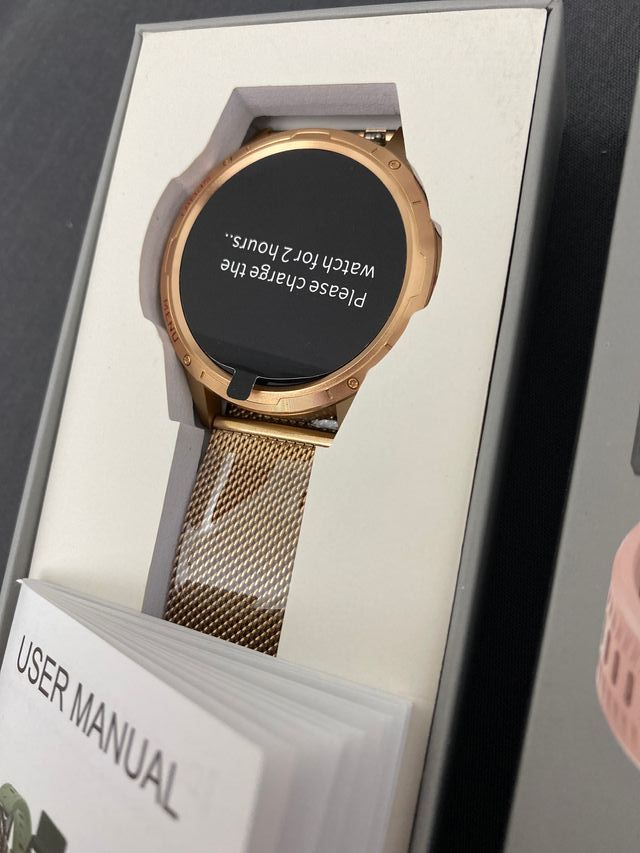 Please charge the
watch for 2 hours..
USER MANUAL